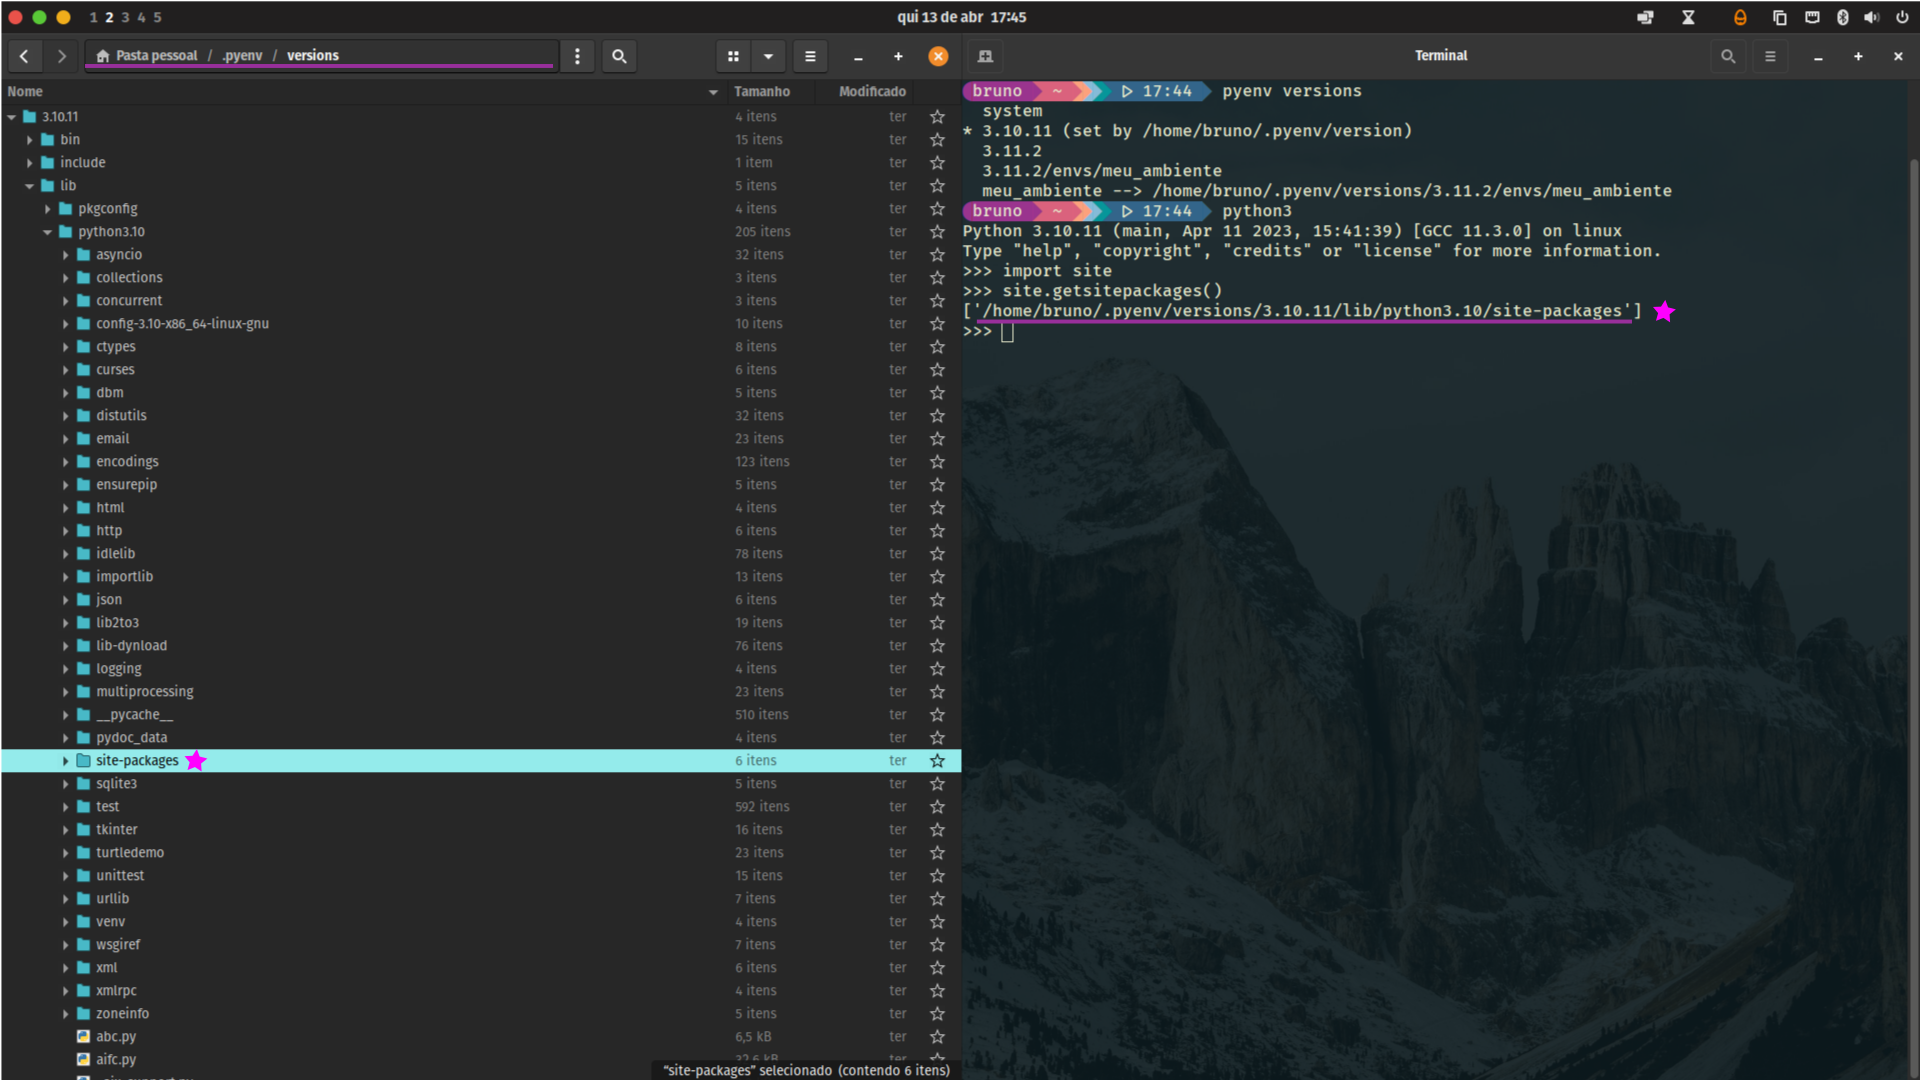 1 2 3 4 5
qui 13 de abr 17:45
Pasta pessoal / .pyenv / versions
Nome Tamanho Modificado
3.10.11 4 itens ter
bin 15 itens ter
include 1 item ter
lib 5 itens ter
pkgconfig 4 itens ter
python3.10 205 itens ter
asyncio 32 itens ter
collections 3 itens ter
concurrent 3 itens ter
config-3.10-x86_64-linux-gnu 10 itens ter
ctypes 8 itens ter
curses 6 itens ter
dbm 5 itens ter
distutils 32 itens ter
email 23 itens ter
encodings 123 itens ter
ensurepip 5 itens ter
html 4 itens ter
http 6 itens ter
idlelib 78 itens ter
importlib 13 itens ter
json 6 itens ter
lib2to3 19 itens ter
lib-dynload 76 itens ter
logging 4 itens ter
multiprocessing 23 itens ter
__pycache__ 510 itens ter
pydoc_data 4 itens ter
site-packages 6 itens ter
sqlite3 5 itens ter
test 592 itens ter
tkinter 16 itens ter
turtledemo 23 itens ter
unittest 15 itens ter
urllib 7 itens ter
venv 4 itens ter
wsgiref 7 itens ter
xml 6 itens ter
xmlrpc 4 itens ter
zoneinfo 5 itens ter
abc.py 6,5 kB ter
aifc.py 32,6 kB ter
"site-packages" selecionado (contendo 6 itens)
Terminal
bruno ~ 17:44 pyenv versions
system
* 3.10.11 (set by /home/bruno/.pyenv/version)
3.11.2
3.11.2/envs/meu_ambiente
meu_ambiente --> /home/bruno/.pyenv/versions/3.11.2/envs/meu_ambiente
bruno ~ 17:44 python3
Python 3.10.11 (main, Apr 11 2023, 15:41:39) [GCC 11.3.0] on linux
Type "help", "copyright", "credits" or "license" for more information.
>>> import site
>>> site.getsitepackages()
['/home/bruno/.pyenv/versions/3.10.11/lib/python3.10/site-packages']
>>>